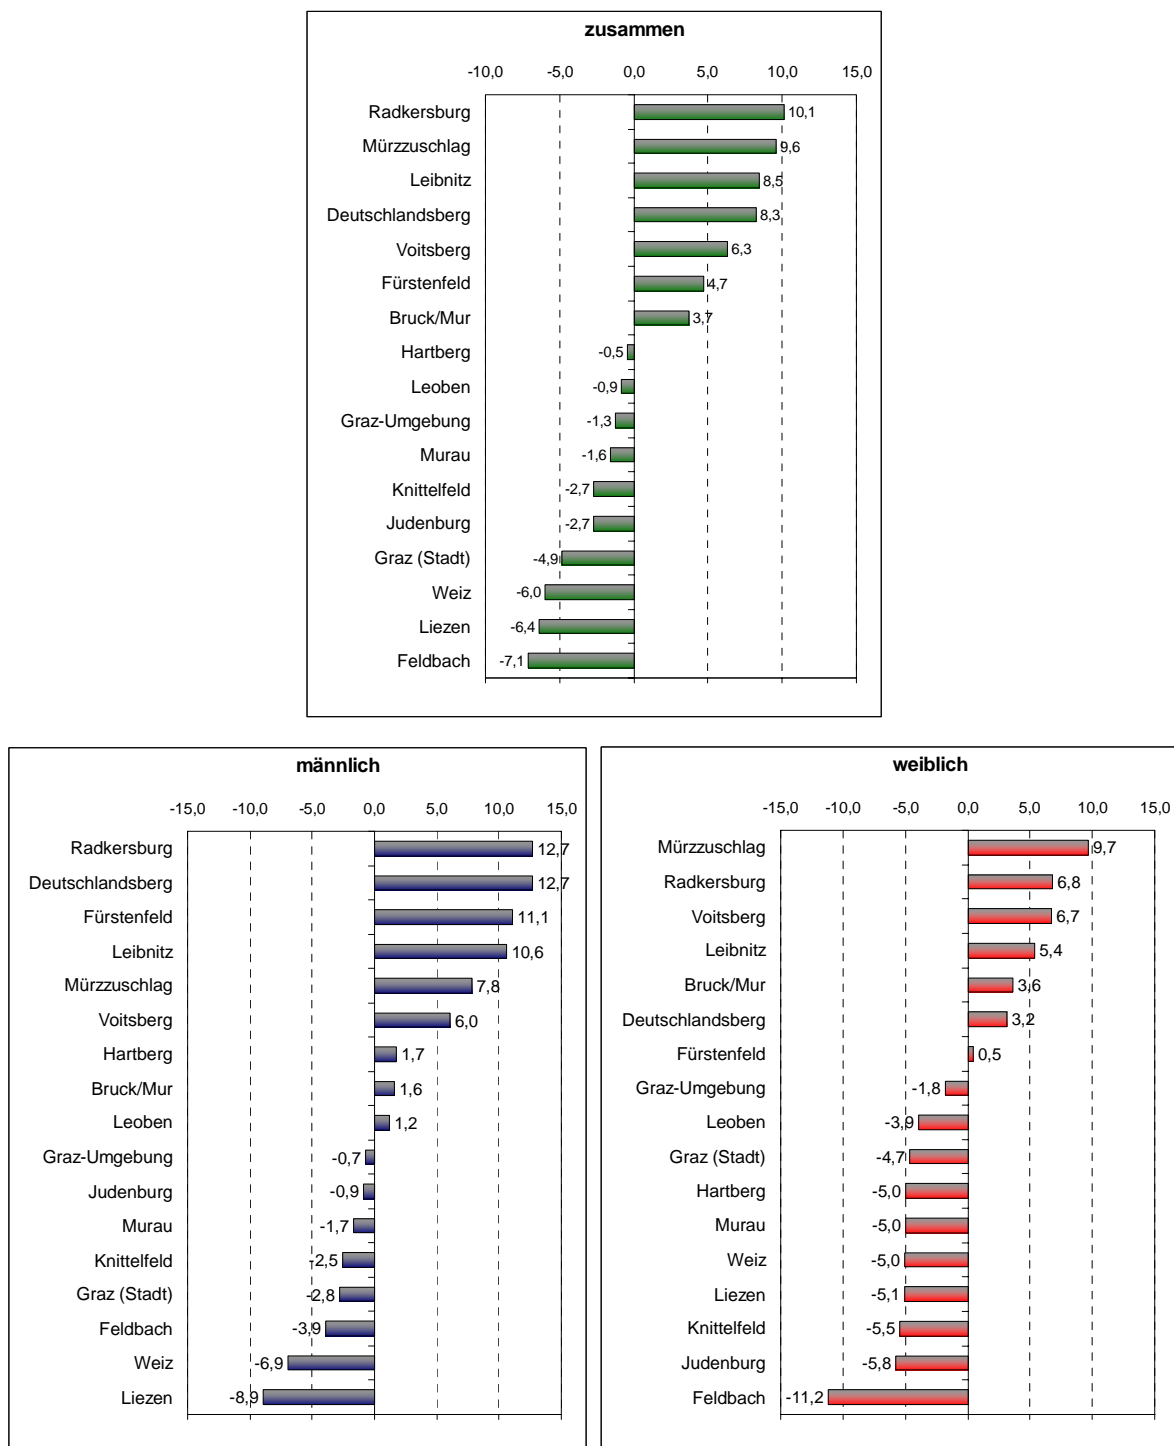 zusammen
-10,0 -5,0 0,0 5,0 10,0 15,0
Radkersburg 10,1
Mürzzuschlag 9,6
Leibnitz 8,5
Deutschlandsberg 8,3
Voitsberg 6,3
Fürstenfeld 4,7
Bruck/Mur 3,7
Hartberg -0,5
Leoben -0,9
Graz-Umgebung -1,3
Murau -1,6
Knittelfeld -2,7
Judenburg -2,7
Graz (Stadt) -4,9
Weiz -6,0
Liezen -6,4
Feldbach -7,1
männlich
-15,0 -10,0 -5,0 0,0 5,0 10,0 15,0
Radkersburg 12,7
Deutschlandsberg 12,7
Fürstenfeld 11,1
Leibnitz 10,6
Mürzzuschlag 7,8
Voitsberg 6,0
Hartberg 1,7
Bruck/Mur 1,6
Leoben 1,2
Graz-Umgebung -0,7
Judenburg -0,9
Murau -1,7
Knittelfeld -2,5
Graz (Stadt) -2,8
Feldbach -3,9
Weiz -6,9
Liezen -8,9
weiblich
-15,0 -10,0 -5,0 0,0 5,0 10,0 15,0
Mürzzuschlag 9,7
Radkersburg 6,8
Voitsberg 6,7
Leibnitz 5,4
Bruck/Mur 3,6
Deutschlandsberg 3,2
Fürstenfeld 0,5
Graz-Umgebung -1,8
Leoben -3,9
Graz (Stadt) -4,7
Hartberg -5,0
Murau -5,0
Weiz -5,0
Liezen -5,1
Knittelfeld -5,5
Judenburg -5,8
Feldbach -11,2